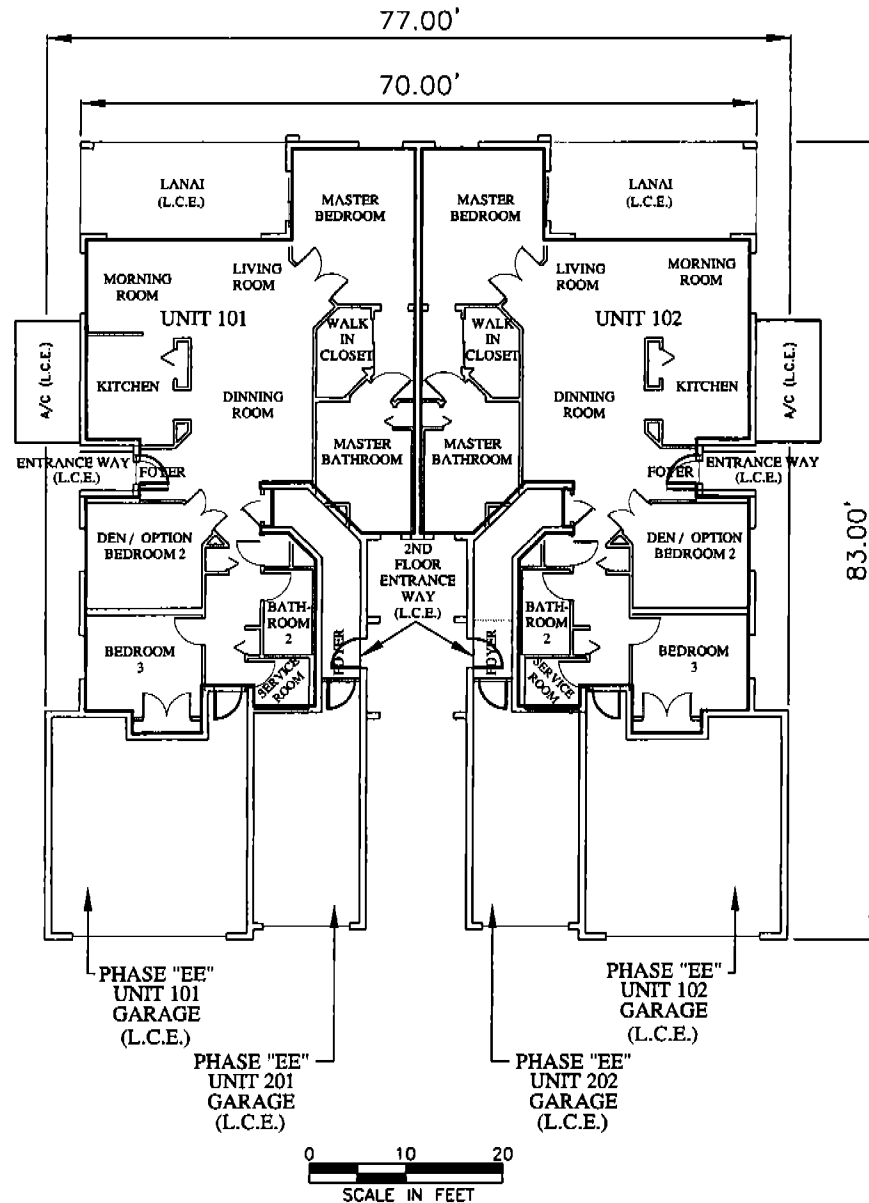 77.00'
70.00'
LANAI
(L.C.E.)
MASTER
BEDROOM
MASTER
BEDROOM
LANAI
(L.C.E.)
MORNING
ROOM
LIVING
ROOM
LIVING
ROOM
MORNING
ROOM
UNIT 101
WALK
IN
CLOSET
WALK
IN
CLOSET
UNIT 102
A/C (L.C.E.)
KITCHEN
DINNING
ROOM
DINNING
ROOM
KITCHEN
A/C (L.C.E.)
MASTER
BATHROOM
MASTER
BATHROOM
ENTRANCE WAY
(L.C.E.)
FOYER
FOYER
ENTRANCE WAY
(L.C.E.)
83.00'
DEN / OPTION
BEDROOM 2
2ND
FLOOR
ENTRANCE
WAY
(L.C.E.)
DEN / OPTION
BEDROOM 2
BATH-
ROOM
2
BATH-
ROOM
2
BEDROOM
3
SERVICE
ROOM
FOYER
FOYER
SERVICE
ROOM
BEDROOM
3
PHASE "EE"
UNIT 101
GARAGE
(L.C.E.)
PHASE "EE"
UNIT 102
GARAGE
(L.C.E.)
PHASE "EE"
UNIT 201
GARAGE
(L.C.E.)
PHASE "EE"
UNIT 202
GARAGE
(L.C.E.)
0 10 20
SCALE IN FEET